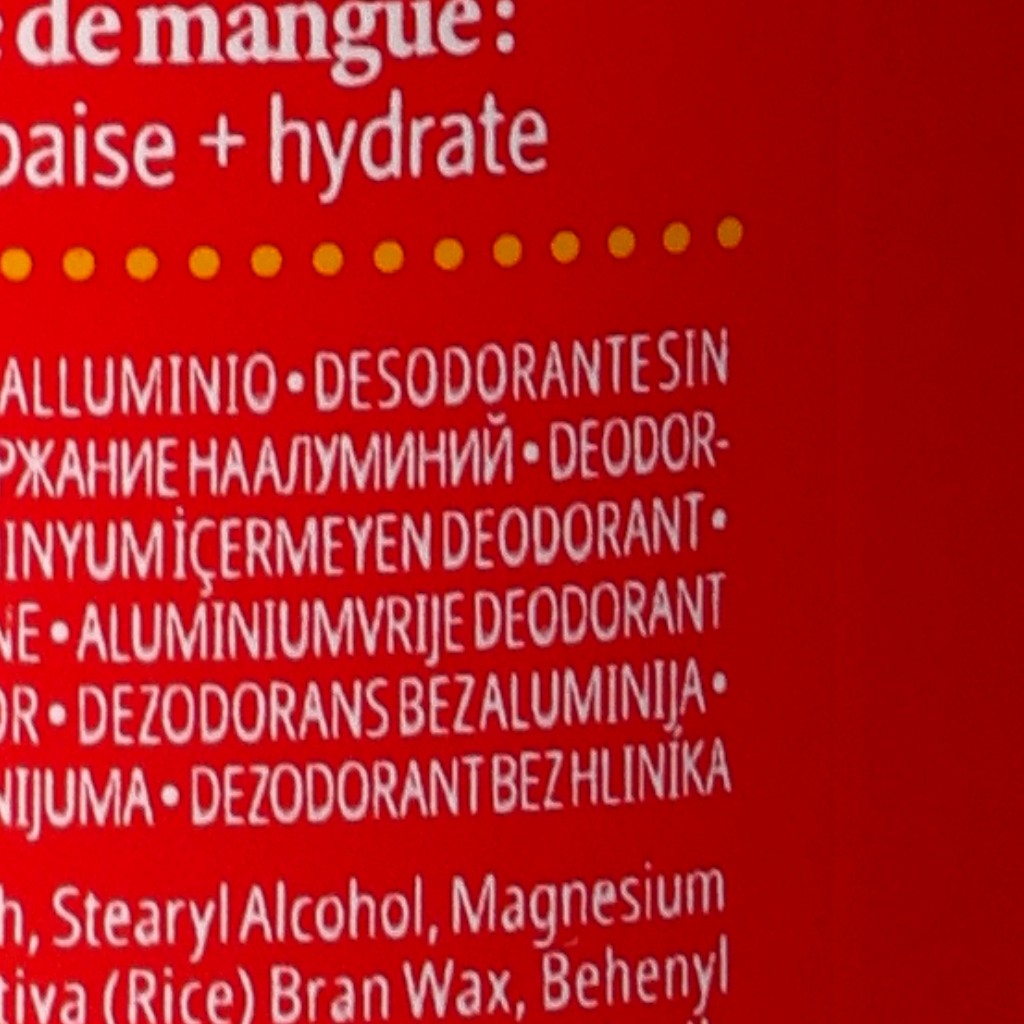 de mangue :
hydrate
ALLUMINIO • DESODORANTE SIN
РЖАНИЕ НА АЛУМИНИЙ • DEODOR-
INYUM İÇERMEYEN DEODORANT •
NE • ALUMINIUMVRIJE DEODORANT
OR • DEZODORANS BEZ ALUMINIJA •
NIJUMA • DEZODORANT BEZ HLINÍKA
h, Stearyl Alcohol, Magnesium
tiva (Rice) Bran Wax, Behenyl